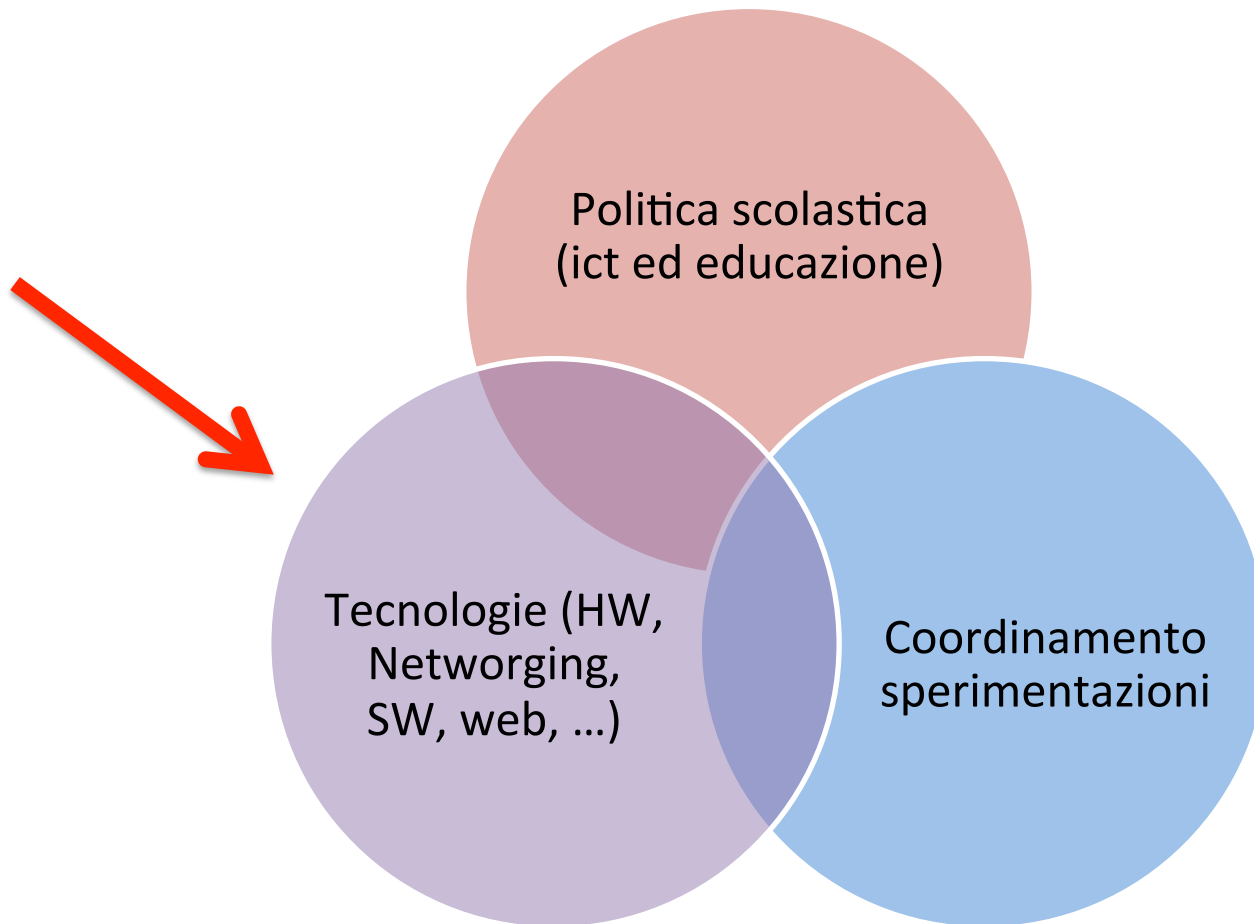 Politica scolastica
(ict ed educazione)
Tecnologie (HW,
Networging,
SW, web, …)
Coordinamento
sperimentazioni